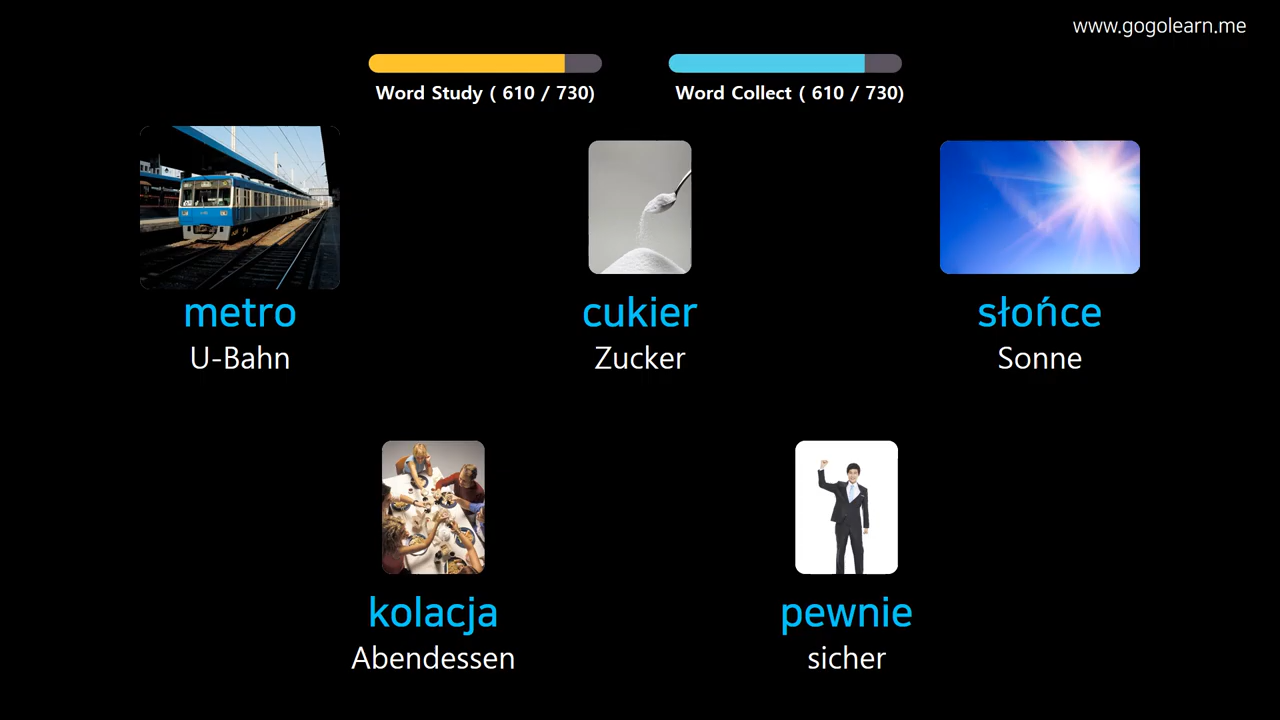 www.gogolearn.me
Word Study ( 610 / 730)
Word Collect ( 610 / 730)
metro
U-Bahn
cukier
Zucker
słońce
Sonne
kolacja
Abendessen
pewnie
sicher